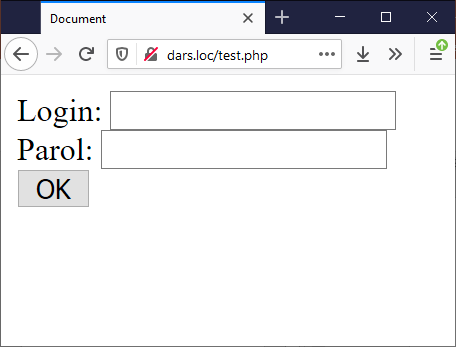 Document
dars.loc/test.php
Login:
Parol:
OK